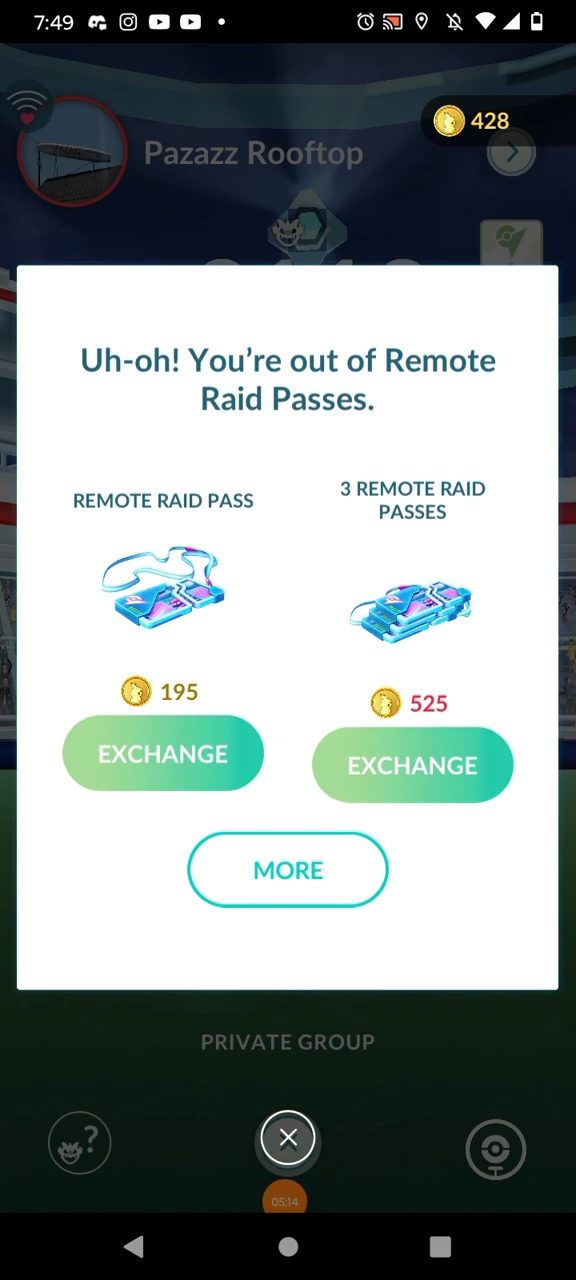 7:49
428
Pazazz Rooftop
Uh-oh! You're out of Remote
Raid Passes.
REMOTE RAID PASS
3 REMOTE RAID
PASSES
195
525
EXCHANGE
EXCHANGE
MORE
PRIVATE GROUP
?
05:14